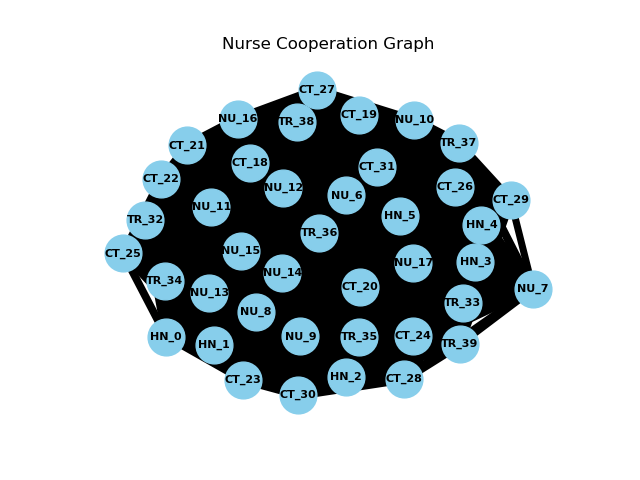 Nurse Cooperation Graph
CT_27
NU_16
TR_38
CT_19
NU_10
CT_21
TR_37
CT_18
CT_31
CT_22
NU_12
NU_6
CT_26
CT_29
NU_11
HN_5
TR_32
HN_4
TR_36
CT_25
NU_15
NU_17
HN_3
TR_34
NU_14
CT_20
NU_7
NU_13
TR_33
NU_8
HN_0
HN_1
NU_9
TR_35
CT_24
TR_39
CT_23
HN_2
CT_28
CT_30